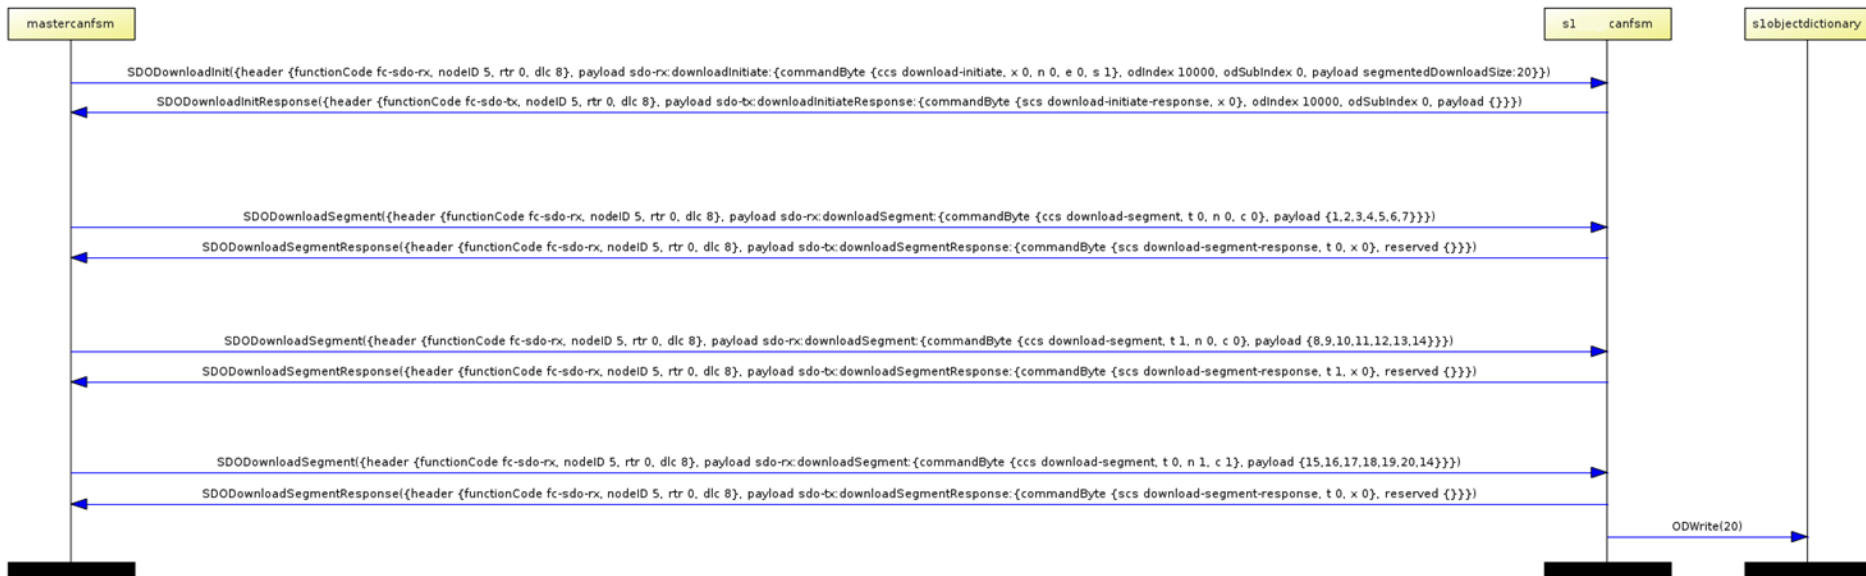 mastercanfsm
s1 canfsm
s1objectdictionary
SDODownloadInit({header {functionCode fc-sdo-rx, nodeID 5, rtr 0, dlc 8}, payload sdo-rx:downloadInitiate:{commandByte {ccs download-initiate, x 0, n 0, e 0, s 1}, odIndex 10000, odSubIndex 0, payload segmentedDownloadSize:20}})
SDODownloadInitResponse({header {functionCode fc-sdo-tx, nodeID 5, rtr 0, dlc 8}, payload sdo-tx:downloadInitiateResponse:{commandByte {scs download-initiate-response, x 0}, odIndex 10000, odSubIndex 0, payload {}}})
SDODownloadSegment({header {functionCode fc-sdo-rx, nodeID 5, rtr 0, dlc 8}, payload sdo-rx:downloadSegment:{commandByte {ccs download-segment, t 0, n 0, c 0}, payload {1,2,3,4,5,6,7}}})
SDODownloadSegmentResponse({header {functionCode fc-sdo-rx, nodeID 5, rtr 0, dlc 8}, payload sdo-tx:downloadSegmentResponse:{commandByte {scs download-segment-response, t 0, x 0}, reserved {}}})
SDODownloadSegment({header {functionCode fc-sdo-rx, nodeID 5, rtr 0, dlc 8}, payload sdo-rx:downloadSegment:{commandByte {ccs download-segment, t 1, n 0, c 0}, payload {8,9,10,11,12,13,14}}})
SDODownloadSegmentResponse({header {functionCode fc-sdo-rx, nodeID 5, rtr 0, dlc 8}, payload sdo-tx:downloadSegmentResponse:{commandByte {scs download-segment-response, t 1, x 0}, reserved {}}})
SDODownloadSegment({header {functionCode fc-sdo-rx, nodeID 5, rtr 0, dlc 8}, payload sdo-rx:downloadSegment:{commandByte {ccs download-segment, t 0, n 1, c 1}, payload {15,16,17,18,19,20,14}}})
SDODownloadSegmentResponse({header {functionCode fc-sdo-rx, nodeID 5, rtr 0, dlc 8}, payload sdo-tx:downloadSegmentResponse:{commandByte {scs download-segment-response, t 0, x 0}, reserved {}}})
ODWrite(20)